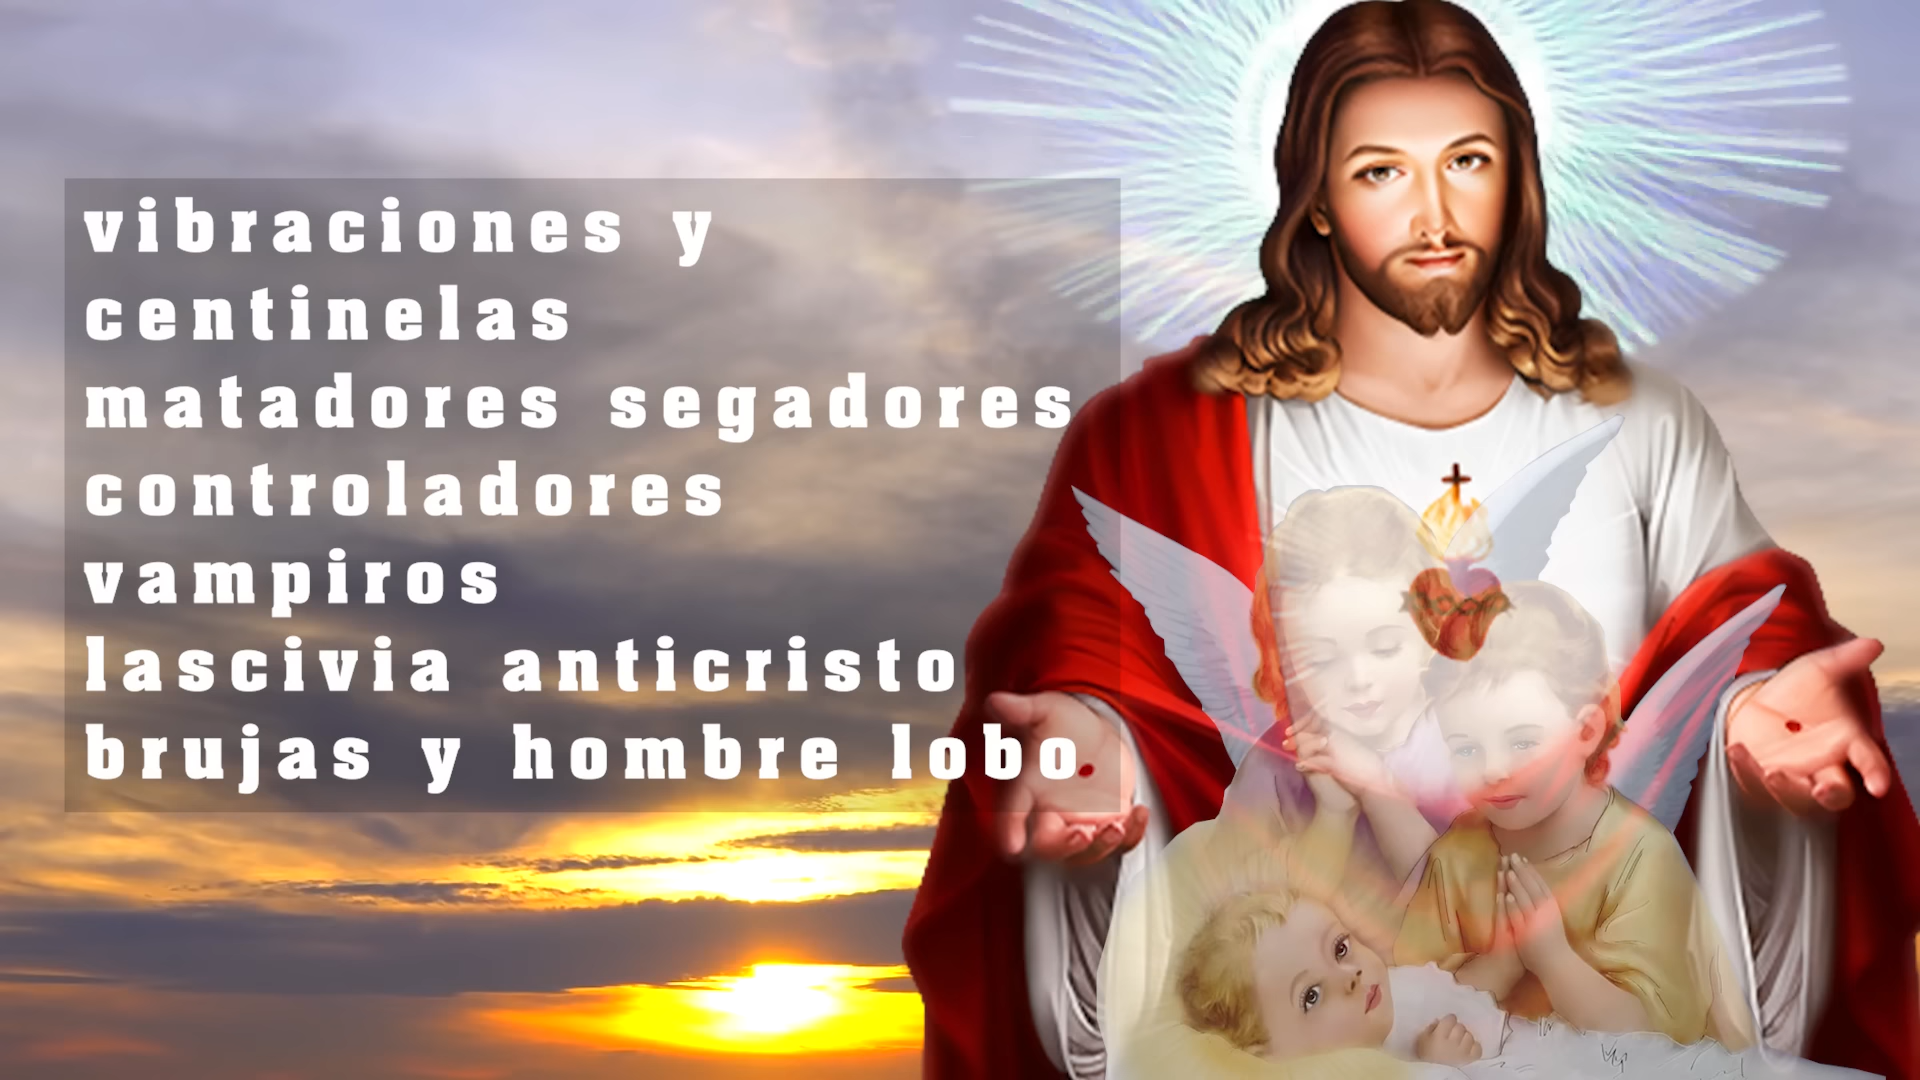 vibraciones y
centinelas
matadores segadores
controladores
vampiros
lascivia anticristo
brujas y hombre lobo